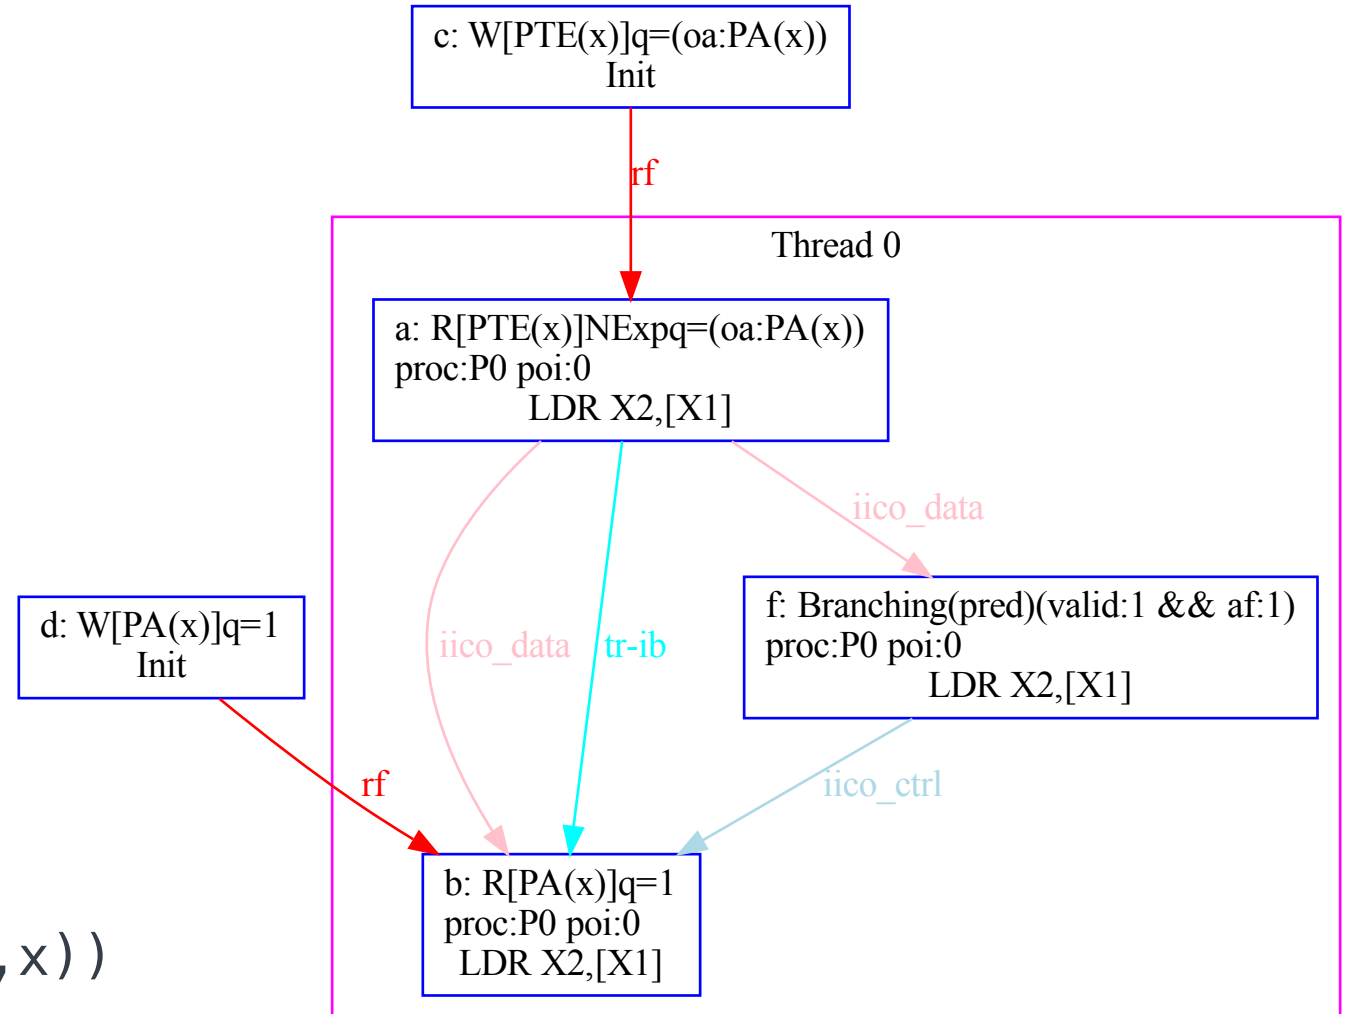 c: W[PTE(x)]q=(oa:PA(x))
Init
rf
Thread 0
a: R[PTE(x)]NExpq=(oa:PA(x))
proc:P0 poi:0
LDR X2,[X1]
iico_data
f: Branching(pred)(valid:1 && af:1)
proc:P0 poi:0
LDR X2,[X1]
d: W[PA(x)]q=1
Init
iico_data
tr-ib
rf
iico_ctrl
b: R[PA(x)]q=1
proc:P0 poi:0
LDR X2,[X1]
,x))